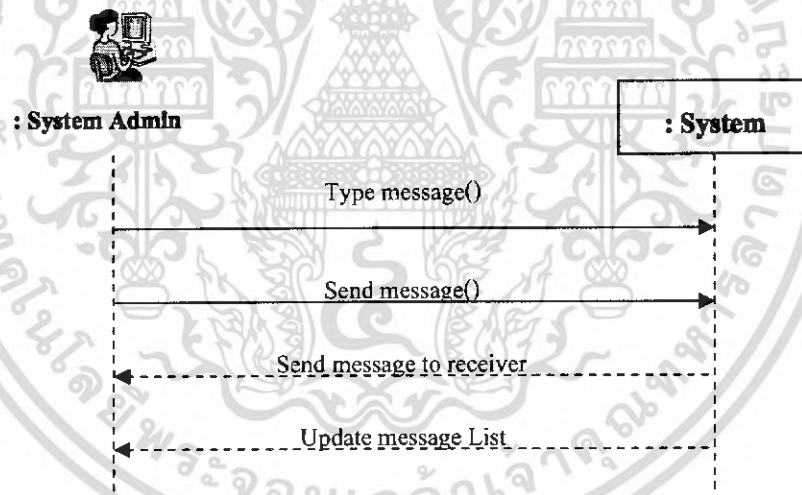 : System Admin
: System
Type message()
Send message()
Send message to receiver
Update message List